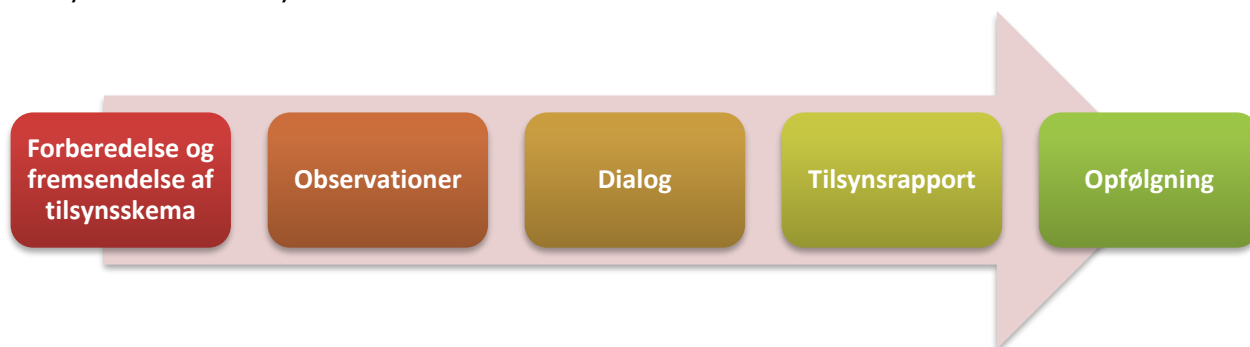 Forberedelse og
fremsendelse af
tilsynsskema
Observationer
Dialog
Tilsynsrapport
Opfølgning